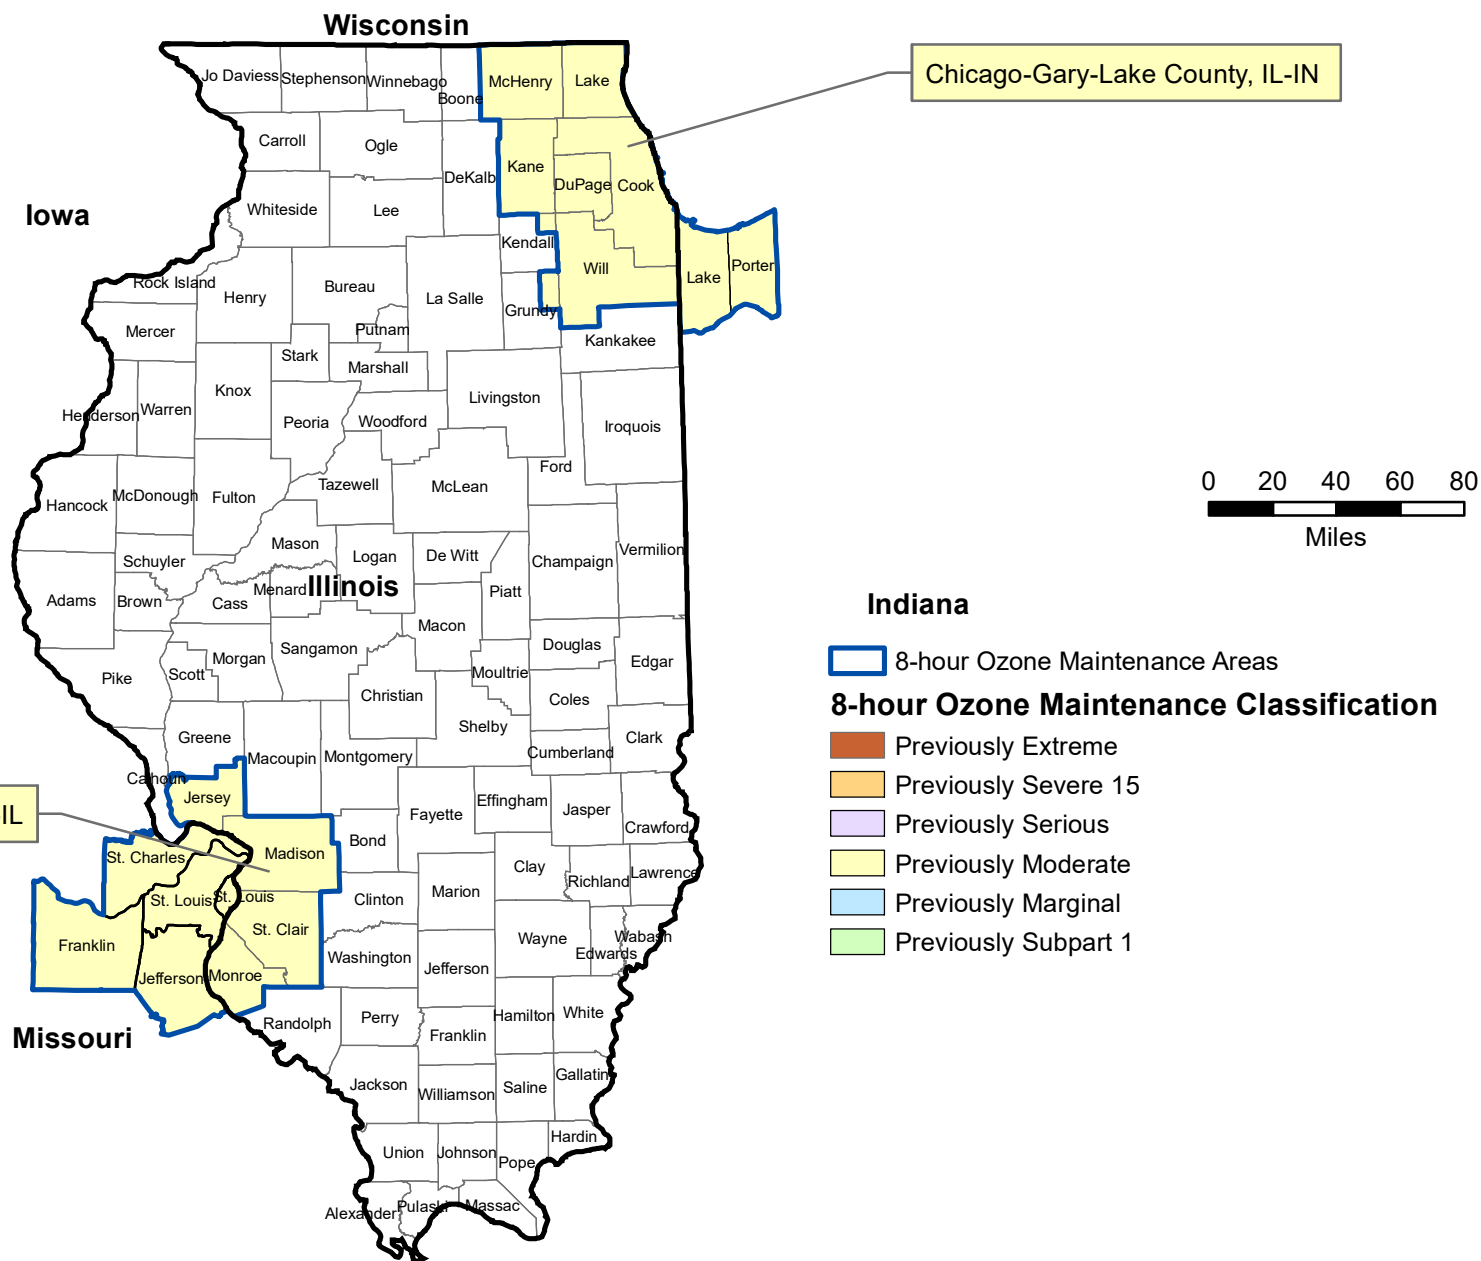 Wisconsin
Jo Daviess
Stephenson
Winnebago
Boone
McHenry
Lake
Chicago-Gary-Lake County, IL-IN
Carroll
Ogle
DeKalb
Kane
DuPage
Cook
Iowa
Whiteside
Lee
Kendall
Will
Lake
Porter
Rock Island
Henry
Bureau
La Salle
Grundy
Mercer
Putnam
Kankakee
Stark
Marshall
Knox
Henderson
Warren
Peoria
Woodford
Livingston
Iroquois
Ford
Hancock
McDonough
Fulton
Tazewell
McLean
0 20 40 60 80
Miles
Mason
Logan
De Witt
Champaign
Vermilion
Schuyler
Adams
Brown
Cass
Menard
Illinois
Piatt
Macon
Indiana
Pike
Scott
Morgan
Sangamon
Christian
Moultrie
Douglas
Edgar
Coles
8-hour Ozone Maintenance Areas
8-hour Ozone Maintenance Classification
Previously Extreme
Previously Severe 15
Previously Serious
Previously Moderate
Previously Marginal
Previously Subpart 1
Greene
Macoupin
Montgomery
Shelby
Cumberland
Clark
Calhoun
Jersey
IL
Fayette
Effingham
Jasper
Crawford
St. Charles
Madison
Bond
Clay
Richland
Lawrence
St. Louis
St. Louis
Clinton
Marion
Franklin
St. Clair
Washington
Wayne
Edwards
Wabash
Jefferson
Monroe
Jefferson
Missouri
Randolph
Perry
Franklin
Hamilton
White
Jackson
Williamson
Saline
Gallatin
Union
Johnson
Pope
Hardin
Alexander
Pulaski
Massac